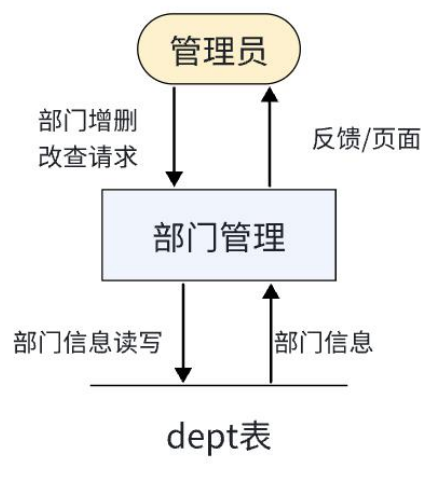 管理员
部门增删
改查请求
反馈/页面
部门管理
部门信息读写
部门信息
dept表